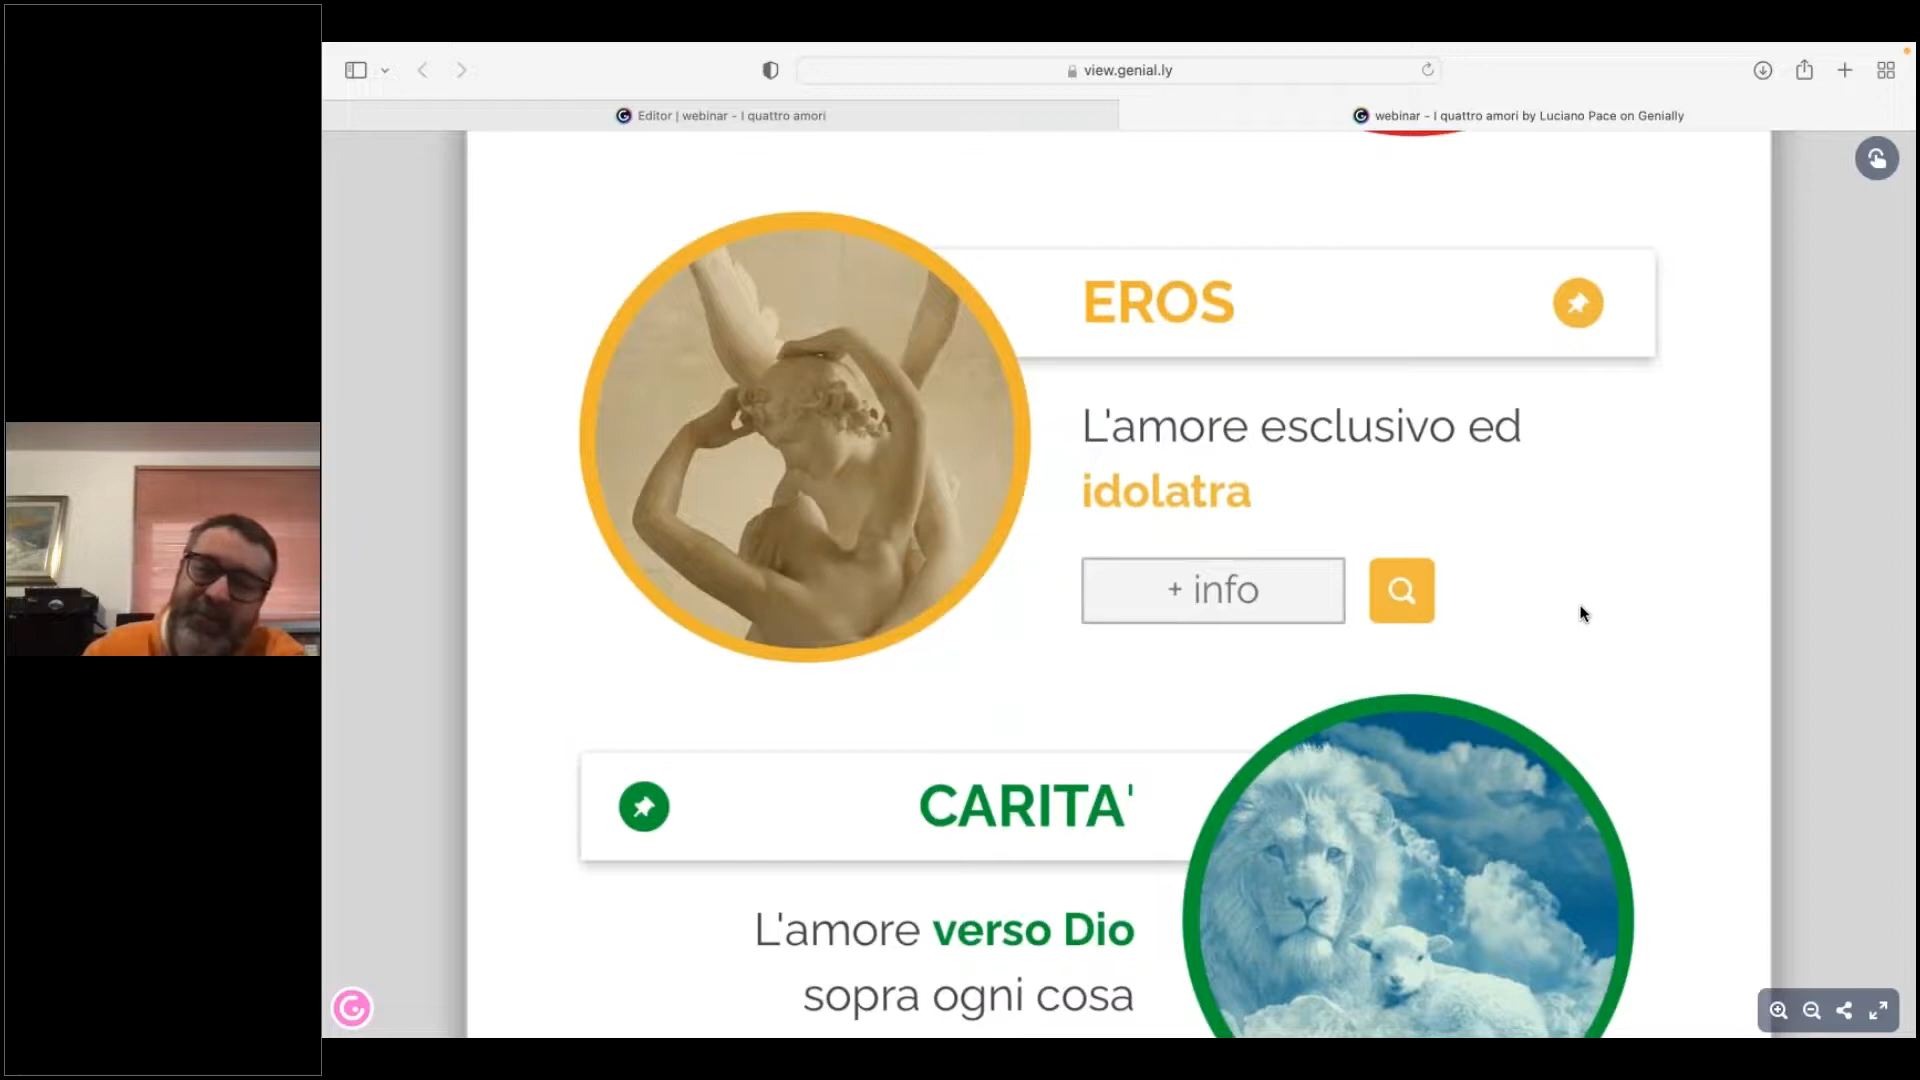 view.genial.ly
Editor | webinar - I quattro amori
webinar - I quattro amori by Luciano Pace on Genially
EROS
L'amore esclusivo ed
idolatra
+ info
CARITA'
L'amore verso Dio
sopra ogni cosa